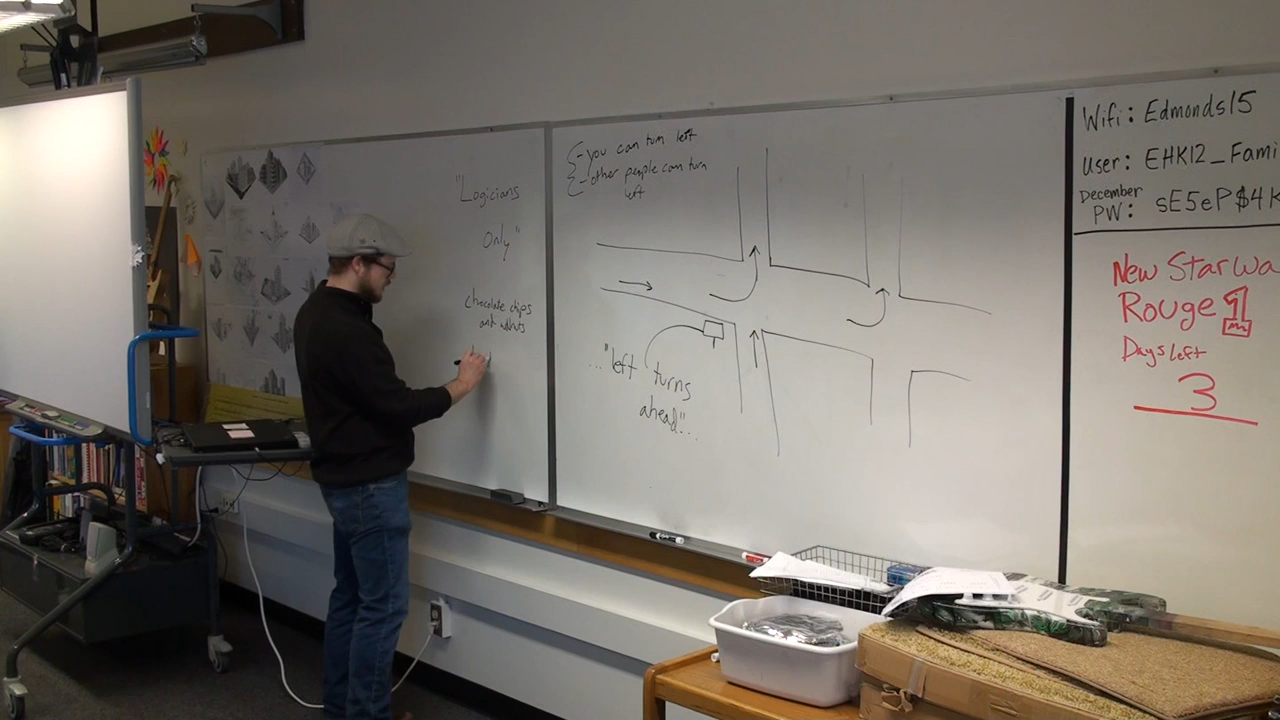 "Logicians
Only"
chocolate chips
and walnuts
- you can turn left
- other people can turn
left
..."left turns
ahead"...
Wifi: Edmonds15
User: EHK12_Fami
December
PW: sE5eP$4K
New Star Wa
Rouge 1
Days left
3